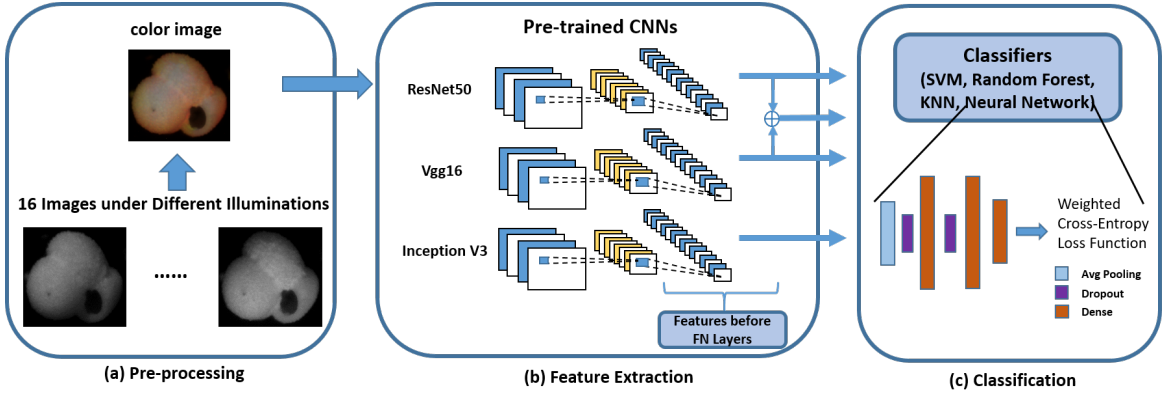 color image
16 Images under Different Illuminations
......
(a) Pre-processing
Pre-trained CNNs
ResNet50
Vgg16
Inception V3
Features before
FN Layers
(b) Feature Extraction
Classifiers
(SVM, Random Forest,
KNN, Neural Network)
Weighted
Cross-Entropy
Loss Function
Avg Pooling
Dropout
Dense
(c) Classification